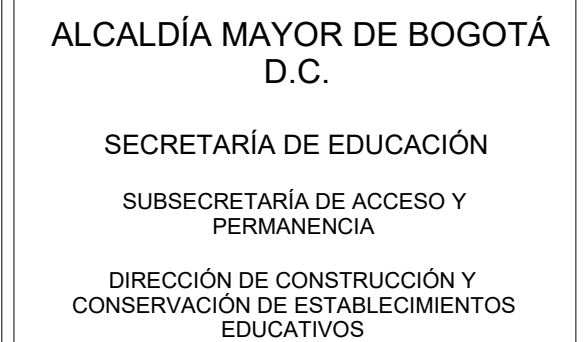 ALCALDÍA MAYOR DE BOGOTÁ
D.C.
SECRETARÍA DE EDUCACIÓN
SUBSECRETARÍA DE ACCESO Y
PERMANENCIA
DIRECCIÓN DE CONSTRUCCIÓN Y
CONSERVACIÓN DE ESTABLECIMIENTOS
EDUCATIVOS